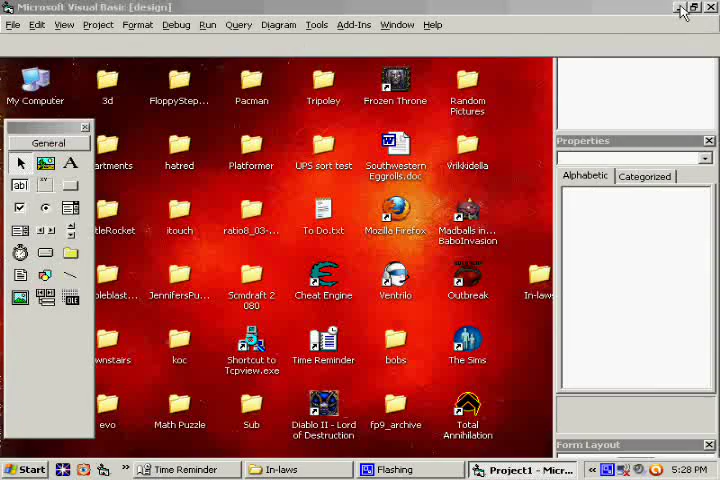 Microsoft Visual Basic [design]
File Edit View Project Format Debug Run Query Diagram Tools Add-Ins Window Help
My Computer 3d FloppyStep... Pacman Tripoley Frozen Throne Random Pictures
General
Properties
Alphabetic Categorized
artments hatred Platformer UPS sort test Southwestern Eggrolls.doc Vrikkidella
A
ab|
XY
tleRocket itouch ratio8_03-... To Do.txt Mozilla Firefox Madballs in... BaboInvasion
OLE
bleblast... JennifersPu... Scmdraft 2 080 Cheat Engine Ventrilo Outbreak In-laws
wnstairs koc Shortcut to Tcpview.exe Time Reminder bobs The Sims
evo Math Puzzle Sub Diablo II - Lord of Destruction fp9_archive Total Annihilation
Form Layout
Start Time Reminder In-laws Flashing Project1 - Micr... 5:28 PM